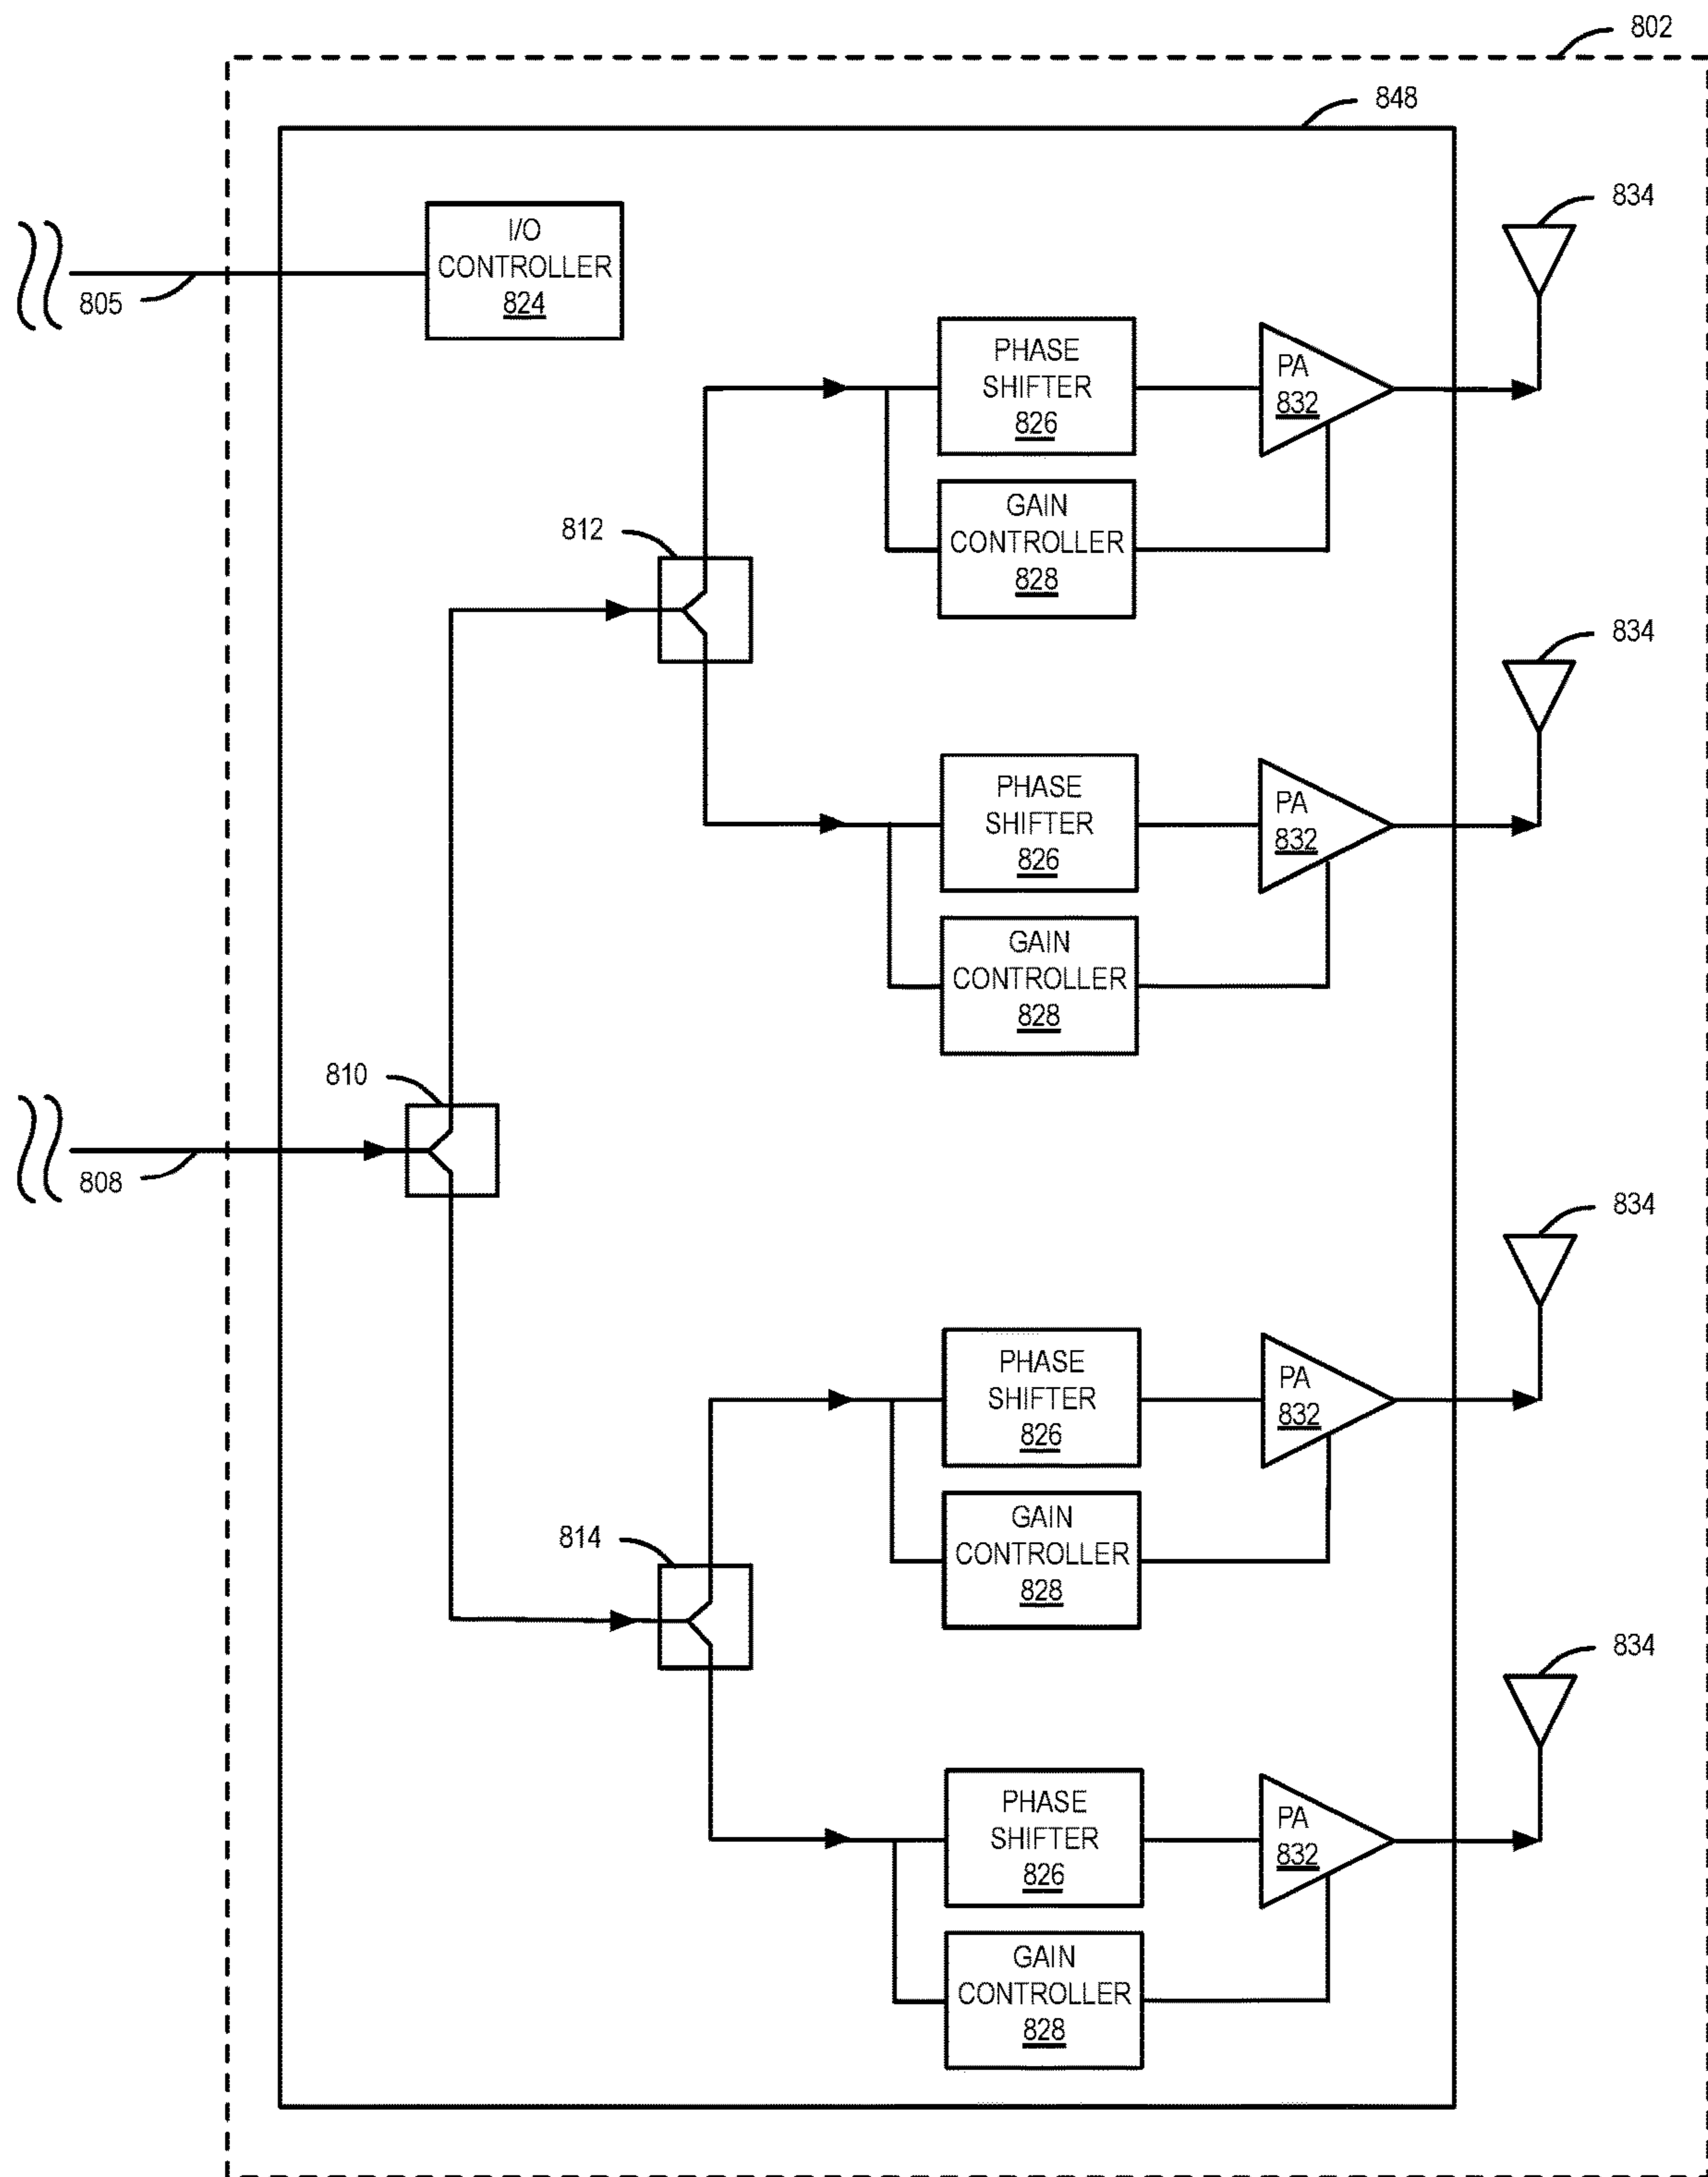 802
848
834
I/O
CONTROLLER
824
805
PHASE
SHIFTER
826
PA
832
GAIN
CONTROLLER
828
812
834
PHASE
SHIFTER
826
PA
832
GAIN
CONTROLLER
828
810
808
834
PHASE
SHIFTER
826
PA
832
GAIN
CONTROLLER
828
814
834
PHASE
SHIFTER
826
PA
832
GAIN
CONTROLLER
828